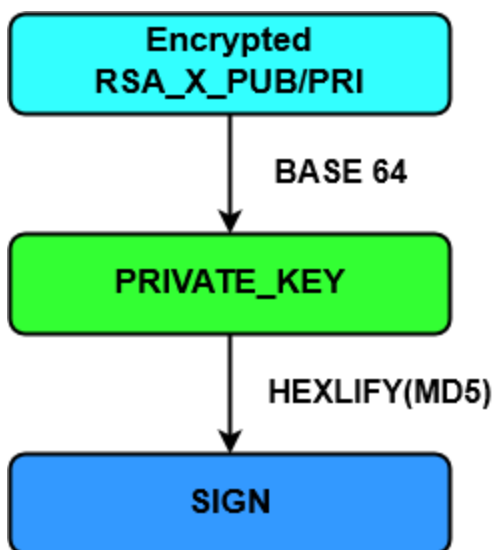 Encrypted
RSA_X_PUB/PRI
BASE 64
PRIVATE_KEY
HEXLIFY(MD5)
SIGN